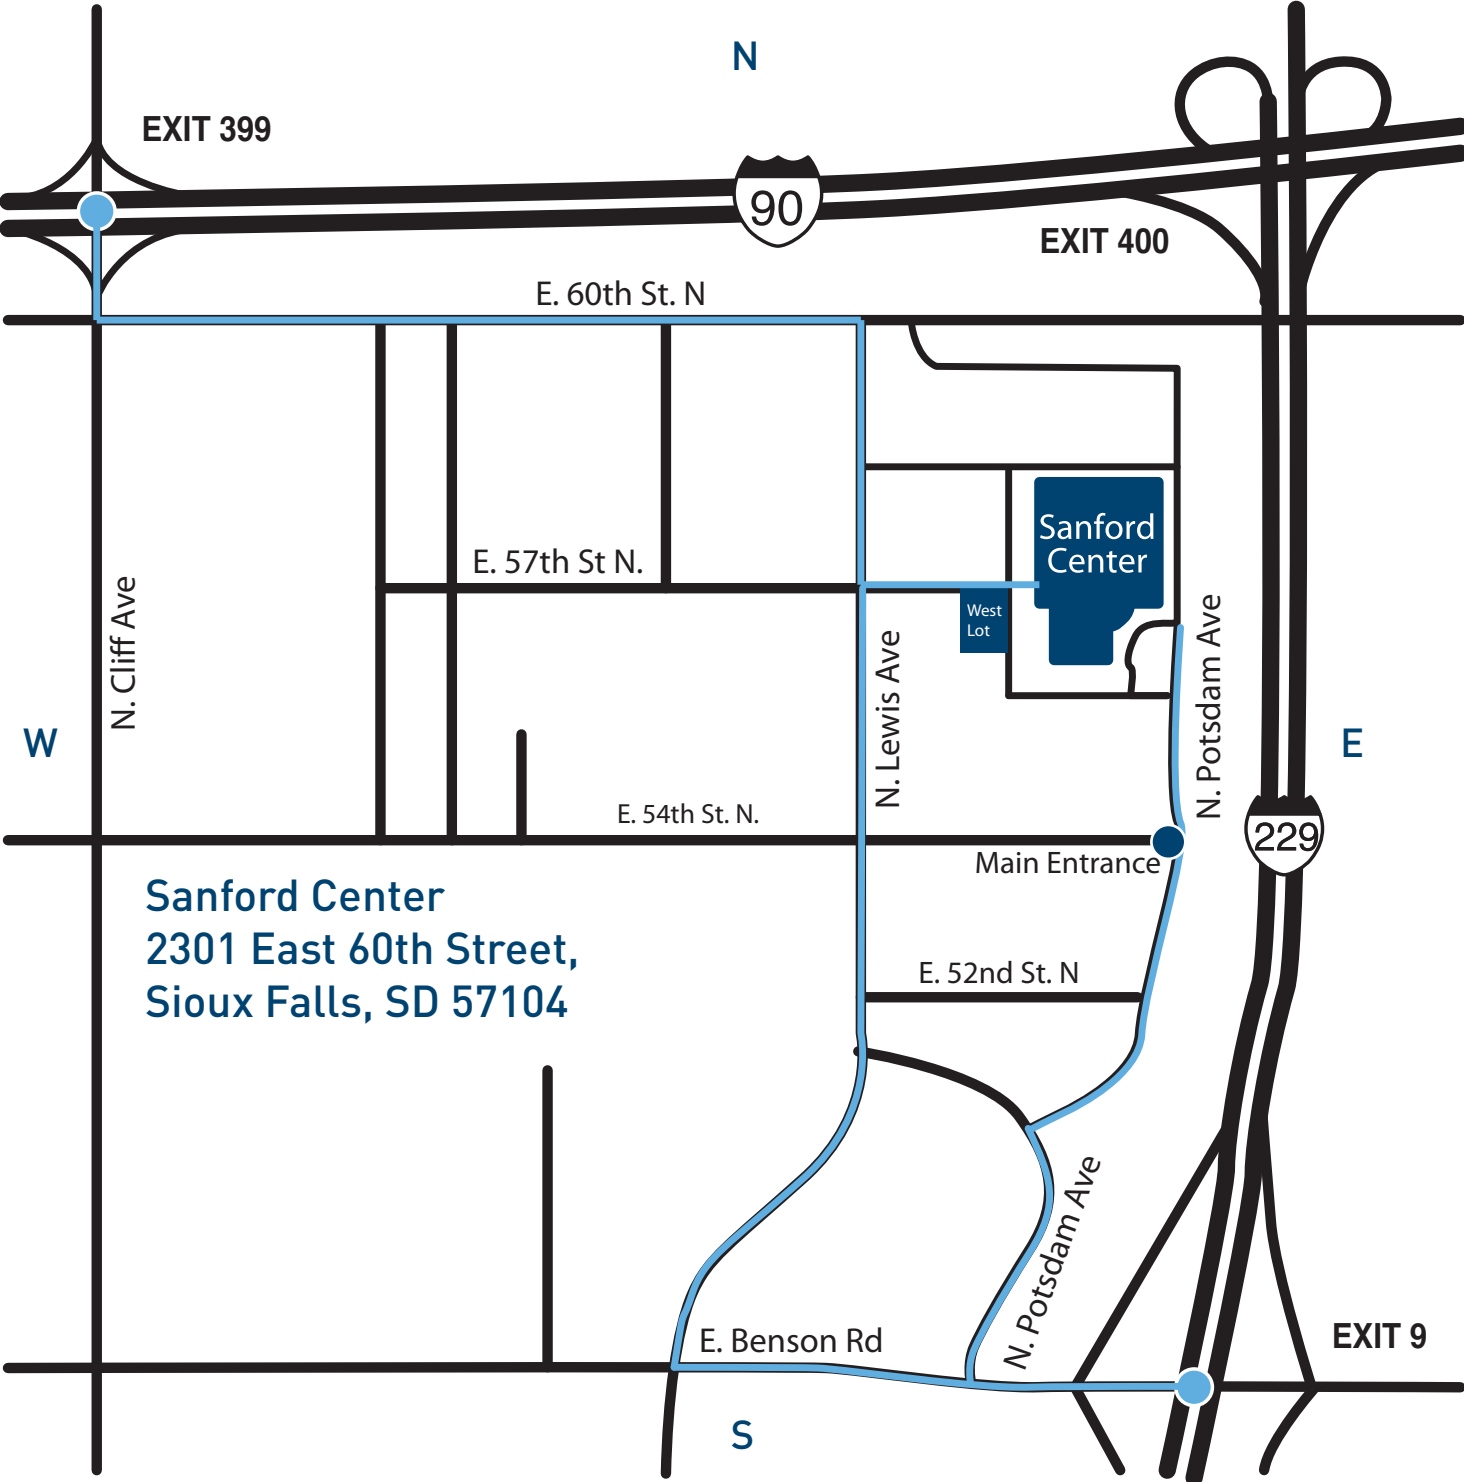 N
EXIT 399
90
EXIT 400
E. 60th St. N
Sanford
Center
E. 57th St N.
West
Lot
N. Cliff Ave
N. Lewis Ave
N. Potsdam Ave
W
E
E. 54th St. N.
229
Main Entrance
Sanford Center
2301 East 60th Street,
Sioux Falls, SD 57104
E. 52nd St. N
N. Potsdam Ave
E. Benson Rd
EXIT 9
S